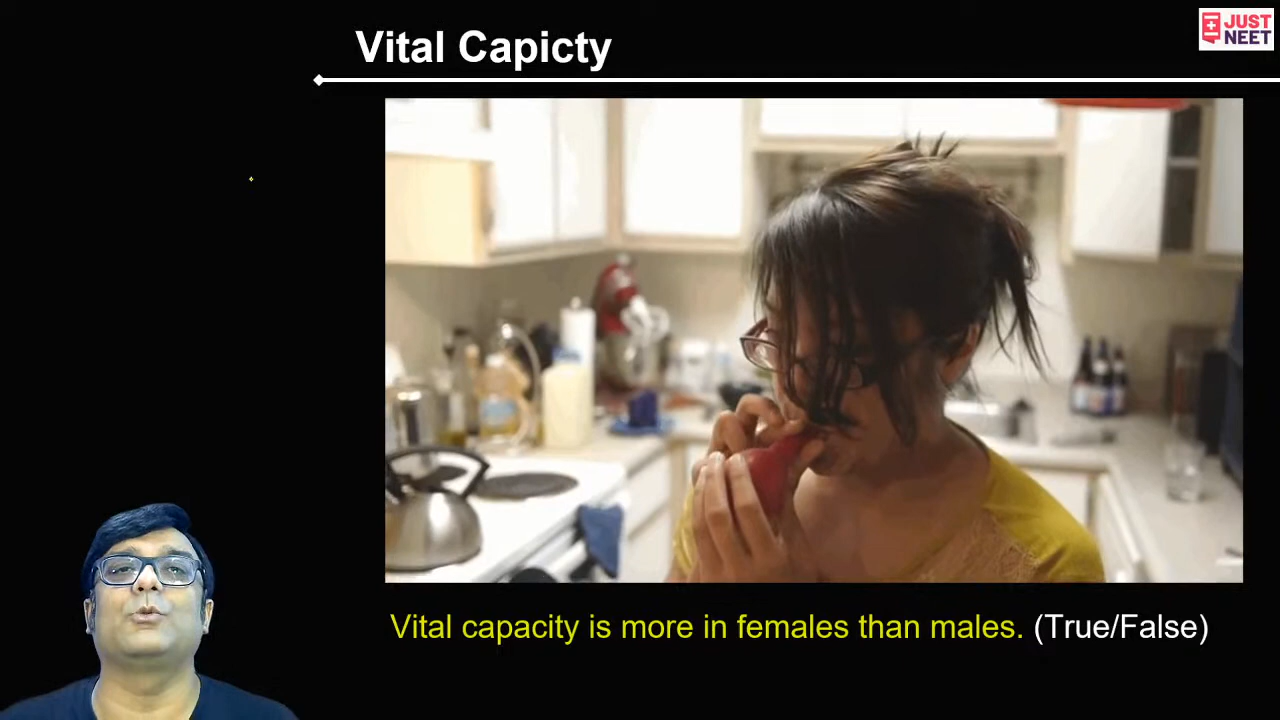 Vital Capicty
JUST
NEET
Vital capacity is more in females than males. (True/False)